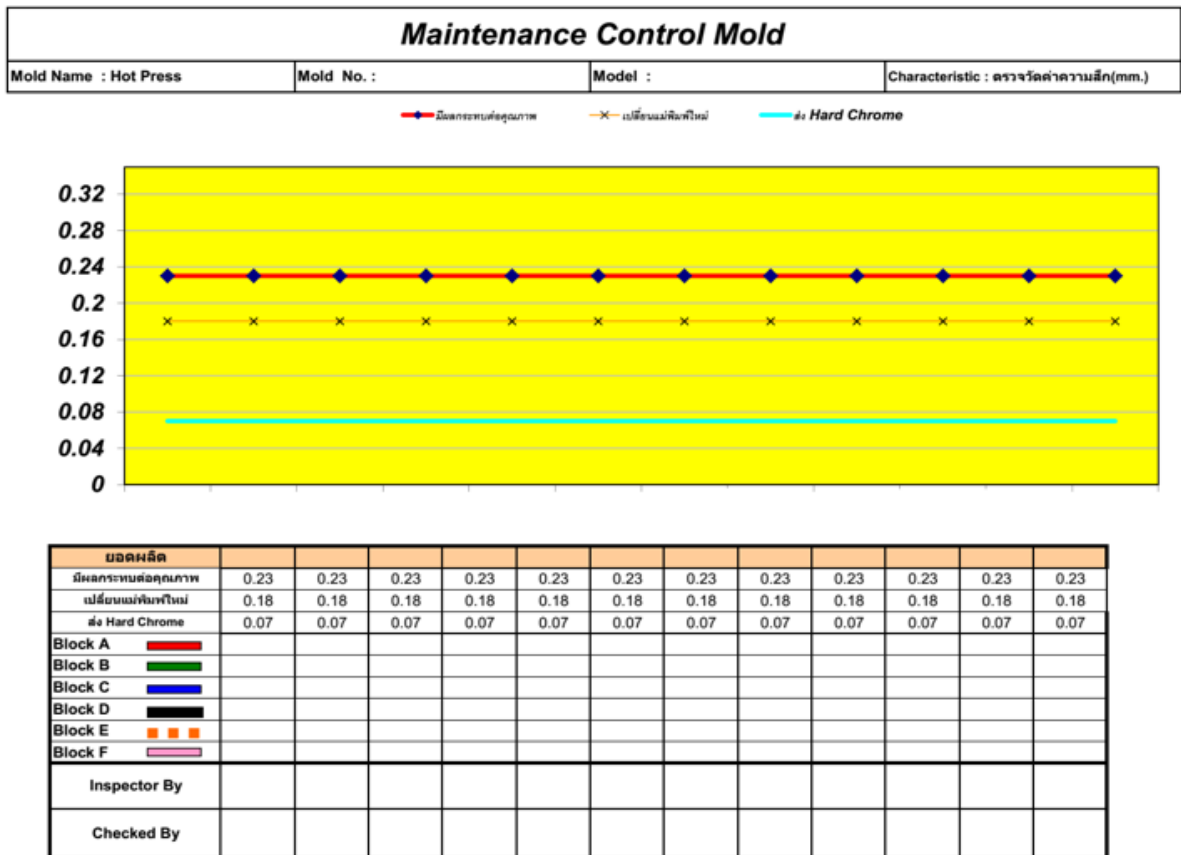 Maintenance Control Mold
Mold Name : Hot Press Mold No. : Model : Characteristic : ตรวจวัดค่าความสึก(mm.)
มีผลกระทบต่อคุณภาพ เปลี่ยนแม่พิมพ์ใหม่ ส่ง Hard Chrome
0.32
0.28
0.24
0.2
0.16
0.12
0.08
0.04
0
ยอดผลิต
มีผลกระทบต่อคุณภาพ 0.23 0.23 0.23 0.23 0.23 0.23 0.23 0.23 0.23 0.23 0.23 0.23
เปลี่ยนแม่พิมพ์ใหม่ 0.18 0.18 0.18 0.18 0.18 0.18 0.18 0.18 0.18 0.18 0.18 0.18
ส่ง Hard Chrome 0.07 0.07 0.07 0.07 0.07 0.07 0.07 0.07 0.07 0.07 0.07 0.07
Block A
Block B
Block C
Block D
Block E
Block F
Inspector By
Checked By